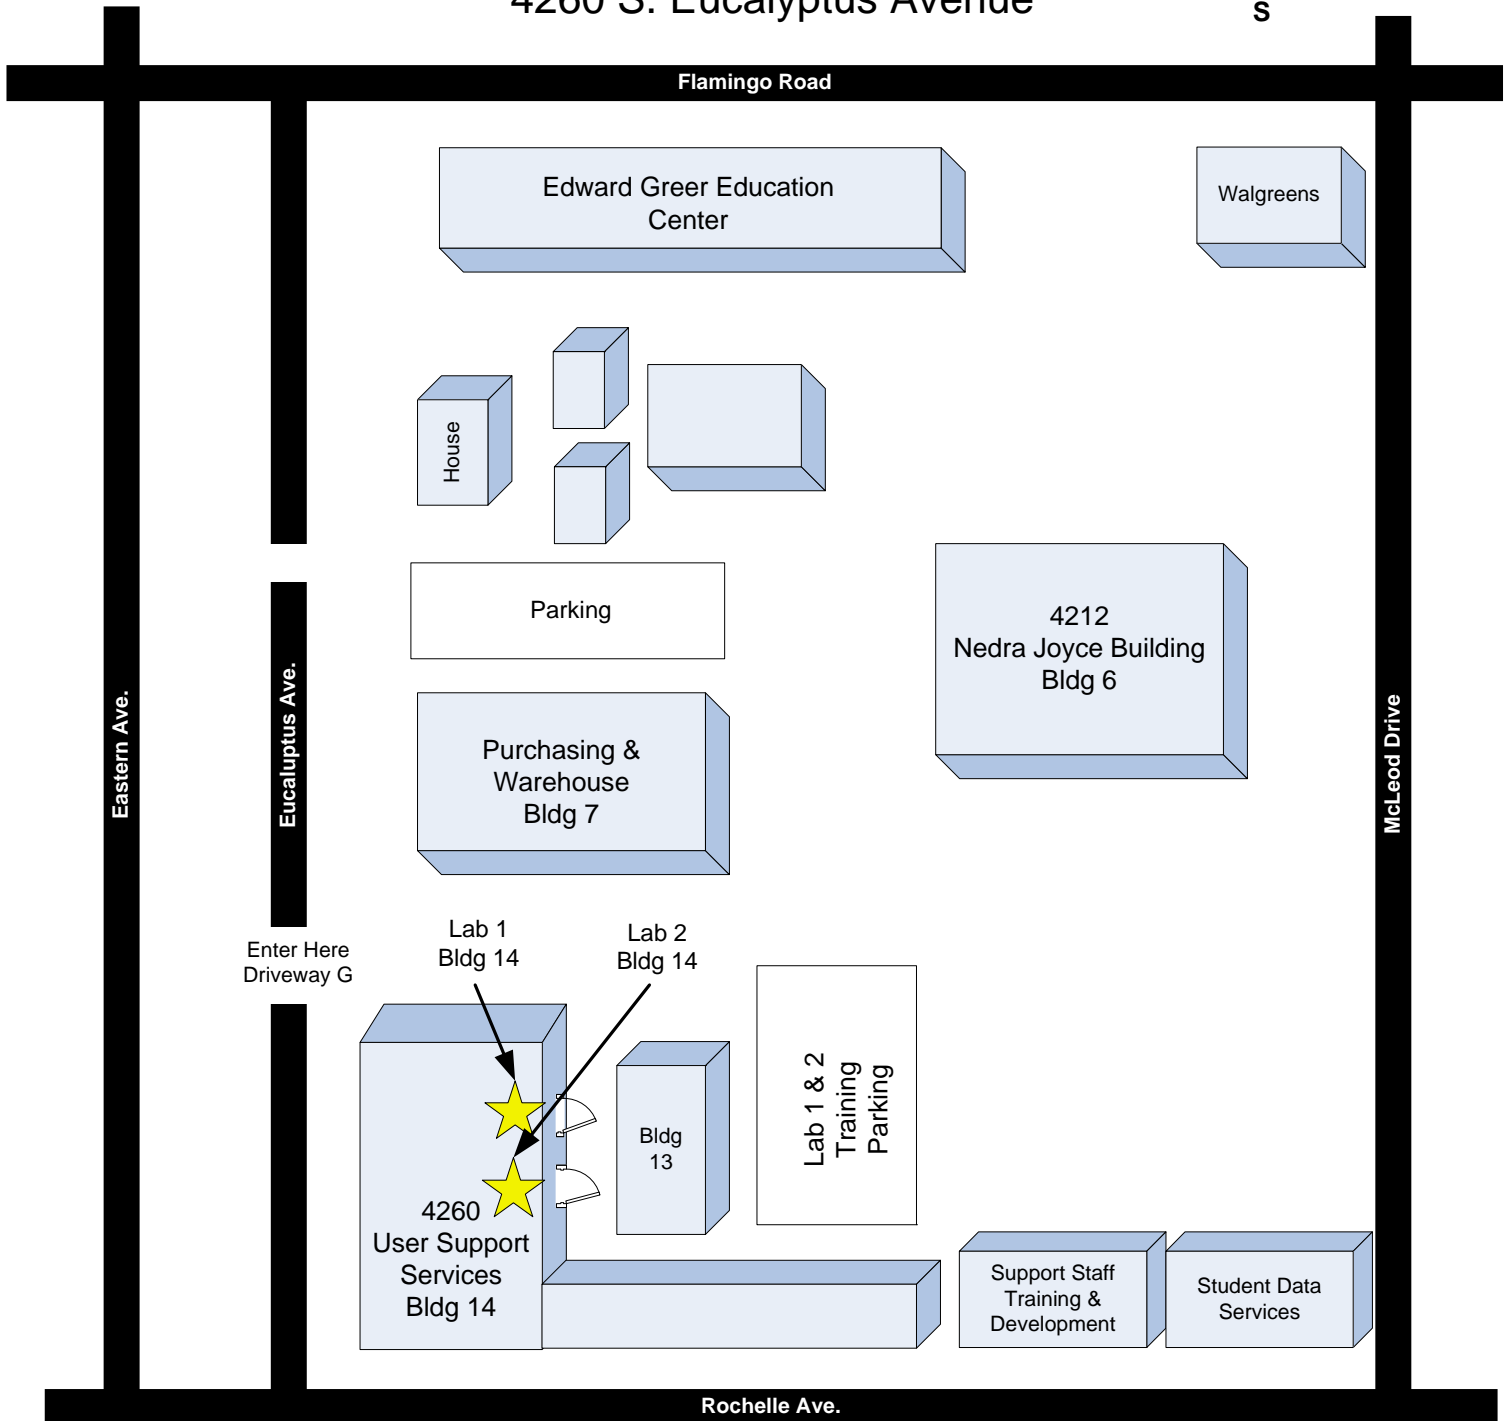 4260 S. Eucalyptus Avenue
S
Flamingo Road
Edward Greer Education
Center
Walgreens
House
Parking
4212
Nedra Joyce Building
Bldg 6
Eastern Ave.
Eucaluptus Ave.
McLeod Drive
Purchasing &
Warehouse
Bldg 7
Enter Here
Driveway G
Lab 1
Bldg 14
Lab 2
Bldg 14
Lab 1 & 2
Training
Parking
Bldg
13
4260
User Support
Services
Bldg 14
Support Staff
Training &
Development
Student Data
Services
Rochelle Ave.